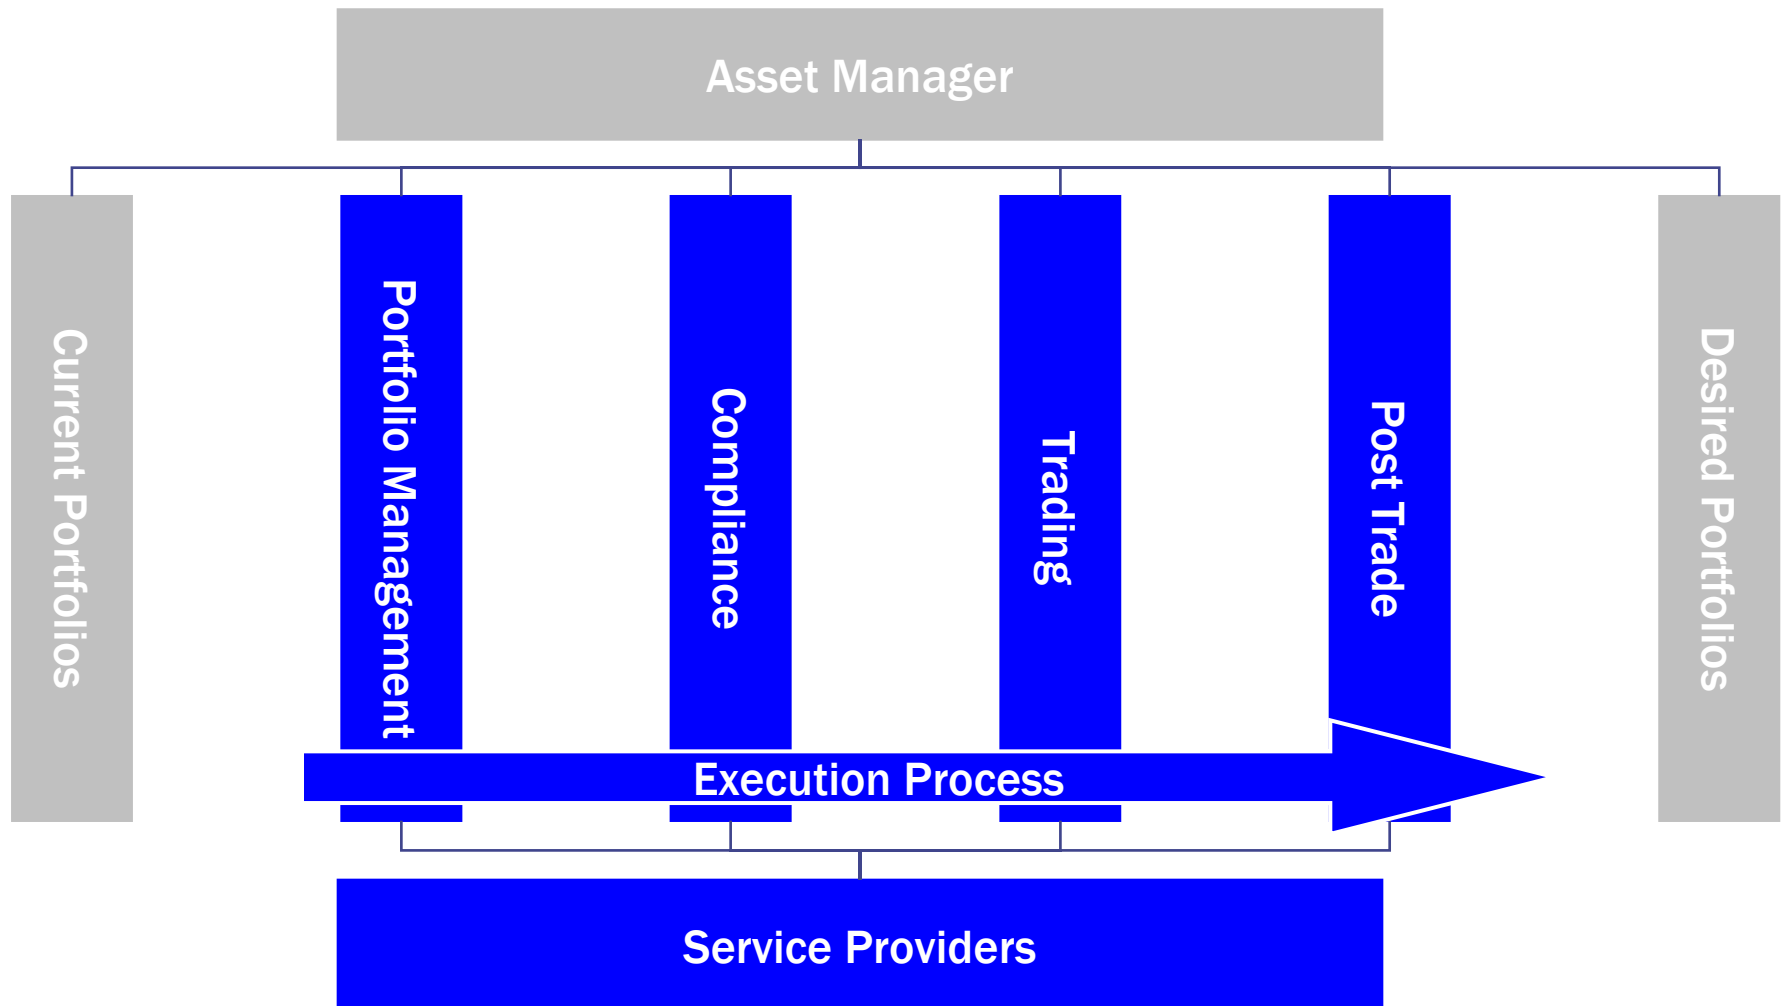 Asset Manager
Current Portfolios
Portfolio Management
Compliance
Trading
Post Trade
Desired Portfolios
Execution Process
Service Providers